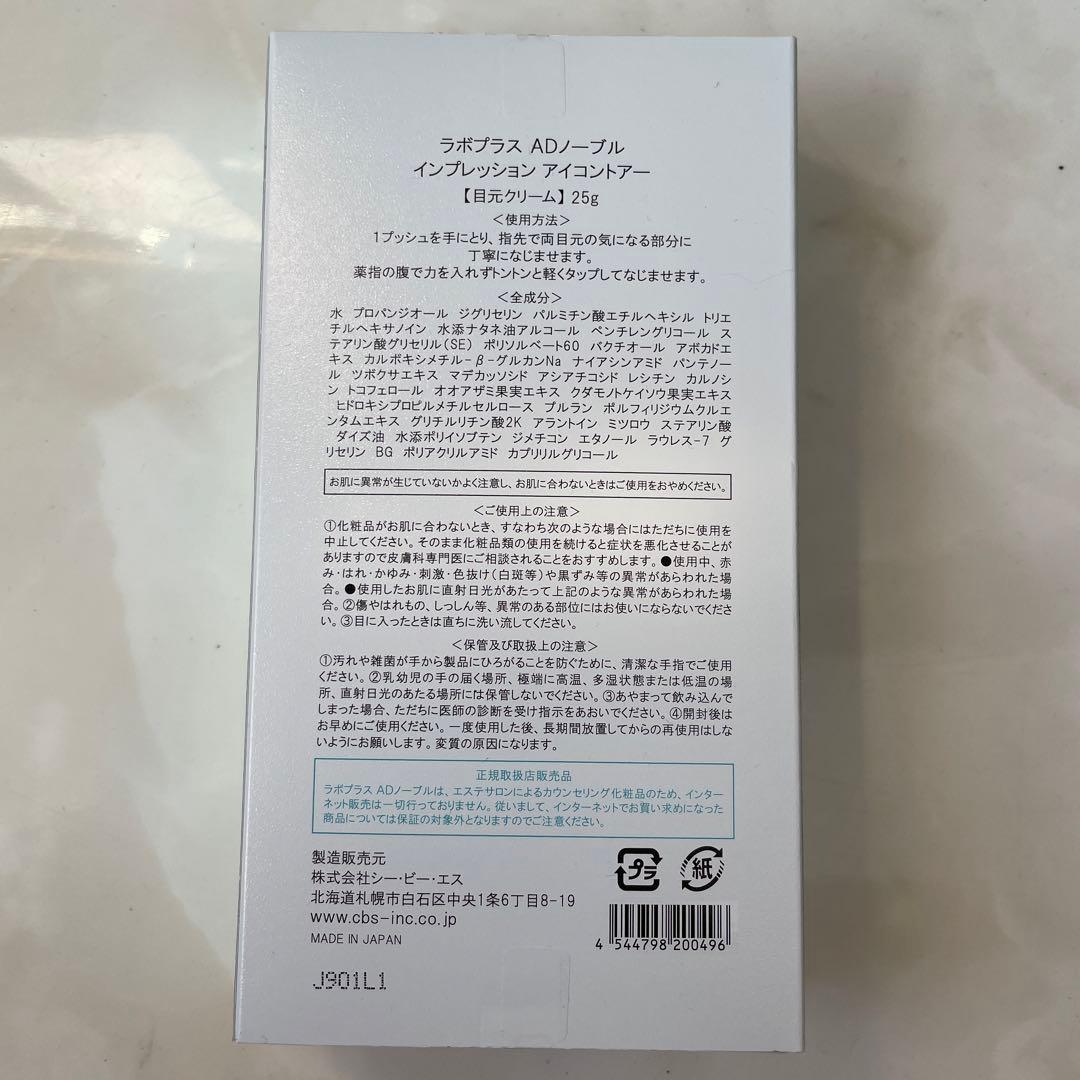 ラボプラス ADノーブル
インプレッション アイコントアー
【目元クリーム】25g
＜使用方法＞
1プッシュを手にとり、指先で両目元の気になる部分に
丁寧になじませます。
薬指の腹で力を入れずトントンと軽くタップしてなじませます。
＜全成分＞
水 プロパンジオール ジグリセリン パルミチン酸エチルヘキシル トリエ
チルヘキサノイン 水添ナタネ油アルコール ペンチレングリコール ス
テアリン酸グリセリル(SE) ポリソルベート60 バクチオール アボカドエ
キス カルボキシメチル-β-グルカンNa ナイアシンアミド パンテノー
ル ツボクサエキス マデカッソシド アシアチコシド レシチン カルノシ
ン トコフェロール オオアザミ果実エキス クダモノトケイソウ果実エキス
ヒドロキシプロピルメチルセルロース プルラン ポルフィリジウムクルエ
ンタムエキス グリチルリチン酸2K アラントイン ミツロウ ステアリン酸
ダイズ油 水添ポリイソブテン ジメチコン エタノール ラウレス-7 グ
リセリン BG ポリアクリルアミド カプリリルグリコール
お肌に異常が生じていないかよく注意し、お肌に合わないときはご使用をおやめください。
＜ご使用上の注意＞
①化粧品がお肌に合わないとき、すなわち次のような場合にはただちに使用を
中止してください。そのまま化粧品類の使用を続けると症状を悪化させることが
ありますので皮膚科専門医にご相談されることをおすすめします。●使用中、赤
み・はれ・かゆみ・刺激・色抜け(白斑等)や黒ずみ等の異常があらわれた場
合。●使用したお肌に直射日光があたって上記のような異常があらわれた場
合。②傷やはれもの、しっしん等、異常のある部位にはお使いにならないでくださ
い。③目に入ったときは直ちに洗い流してください。
＜保管及び取扱上の注意＞
①汚れや雑菌が手から製品にひろがることを防ぐために、清潔な手指でご使用
ください。②乳幼児の手の届く場所、極端に高温、多湿状態または低温の場
所、直射日光のあたる場所には保管しないでください。③あやまって飲み込んで
しまった場合、ただちに医師の診断を受け指示をあおいでください。④開封後は
お早めにご使用ください。一度使用した後、長期間放置してからの再使用はしな
いようにお願いします。変質の原因になります。
正規取扱店販売品
ラボプラス ADノーブルは、エステサロンによるカウンセリング化粧品のため、インター
ネット販売は一切行っておりません。従いまして、インターネットでお買い求めになった
商品については保証の対象外となりますのでご注意ください。
製造販売元
株式会社シー・ビー・エス
北海道札幌市白石区中央1条6丁目8-19
www.cbs-inc.co.jp
MADE IN JAPAN
プラ 紙
4 544798 200496
J901L1